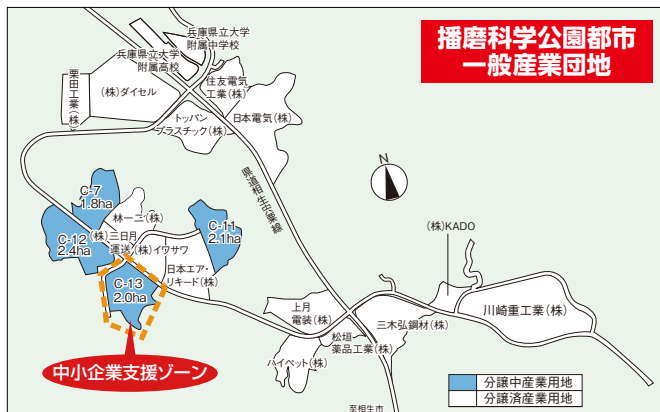 播磨科学公園都市
一般産業団地
兵庫県立大学
附属中学校
兵庫県立大学
附属高校
栗田工業(株)
(株)ダイセル
住友電気
工業(株)
トッパン
プラスチック(株)
日本電気(株)
県道相生宍粟線
N
C-7
1.8ha
林一二(株)
C-12
2.4ha
(株)三日月
運送
(株)イワサワ
C-11
2.1ha
日本エア・
リキード(株)
C-13
2.0ha
中小企業支援ゾーン
(株)KADO
川崎重工業(株)
上月
電装(株)
三木弘鋼材(株)
松垣
薬品工業(株)
ハイペット(株)
至相生市
分譲中産業用地
分譲済産業用地